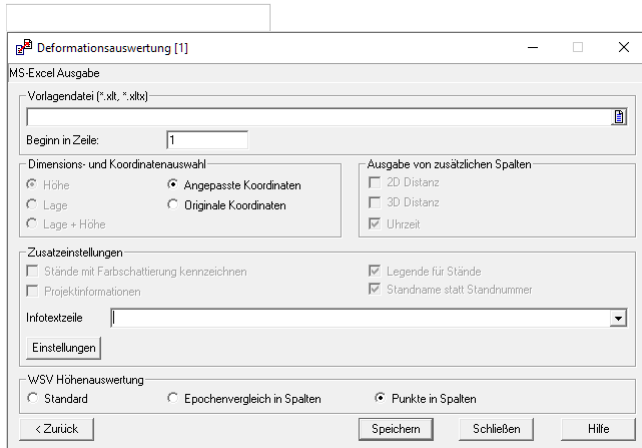 Deformationsauswertung [1]
MS-Excel Ausgabe
Vorlagendatei (*.xlt, *.xltx)
Beginn in Zeile: 1
Dimensions- und Koordinatenauswahl
Höhe
Angepasste Koordinaten
Lage
Originale Koordinaten
Lage + Höhe
Ausgabe von zusätzlichen Spalten
2D Distanz
3D Distanz
Uhrzeit
Zusatzeinstellungen
Stände mit Farbschattierung kennzeichnen
Legende für Stände
Projektinformationen
Standname statt Standnummer
Infotextzeile
Einstellungen
WSV Höhenauswertung
Standard
Epochenvergleich in Spalten
Punkte in Spalten
< Zurück
Speichern
Schließen
Hilfe